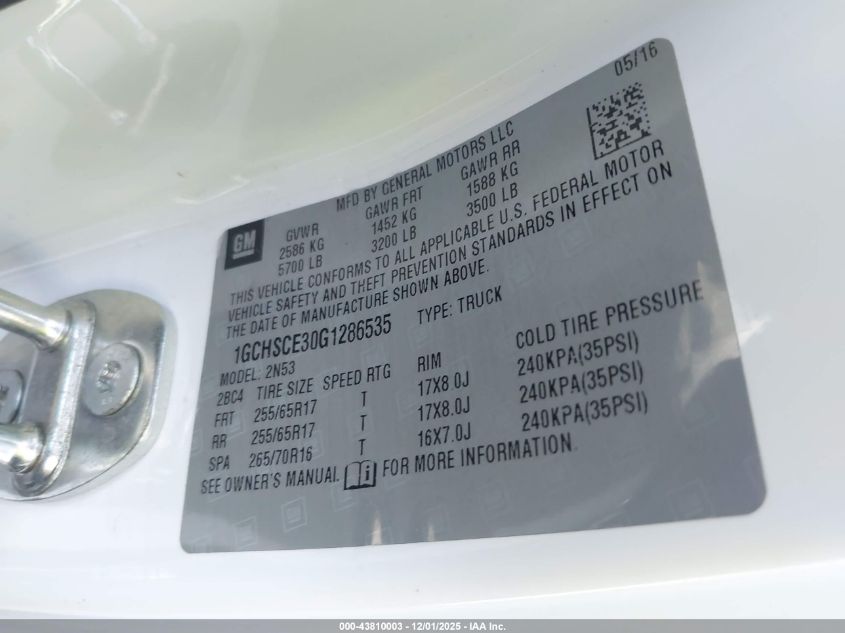 05/16
MFD BY GENERAL MOTORS LLC
GM
GVWR GAWR FRT GAWR RR
2586 KG 1452 KG 1588 KG
5700 LB 3200 LB 3500 LB
THIS VEHICLE CONFORMS TO ALL APPLICABLE U.S. FEDERAL MOTOR
VEHICLE SAFETY AND THEFT PREVENTION STANDARDS IN EFFECT ON
THE DATE OF MANUFACTURE SHOWN ABOVE.
1GCHSCE30G1286535 TYPE: TRUCK
MODEL: 2N53
2BC4 TIRE SIZE SPEED RTG RIM COLD TIRE PRESSURE
FRT 255/65R17 T 17X8.0J 240KPA(35PSI)
RR 255/65R17 T 17X8.0J 240KPA(35PSI)
SPA 265/70R16 T 16X7.0J 240KPA(35PSI)
SEE OWNER'S MANUAL FOR MORE INFORMATION.
000-43810003 - 12/01/2025 - IAA Inc.